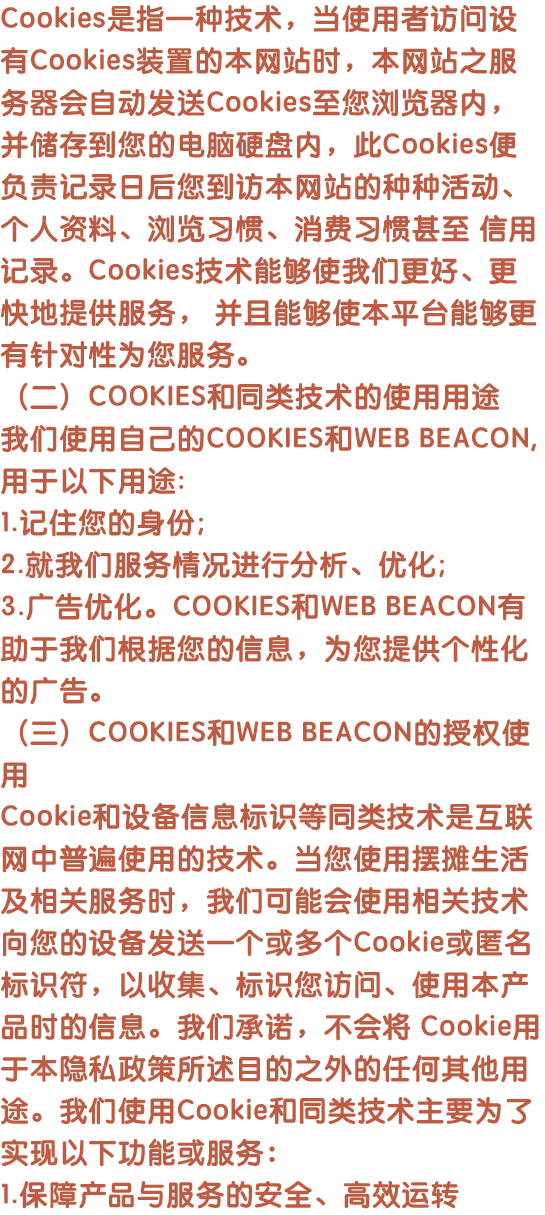 Cookies是指一种技术，当使用者访问设
有Cookies装置的本网站时，本网站之服
务器会自动发送Cookies至您浏览器内，
并储存到您的电脑硬盘内，此Cookies便
负责记录日后您到访本网站的种种活动、
个人资料、浏览习惯、消费习惯甚至 信用
记录。Cookies技术能够使我们更好、更
快地提供服务， 并且能够使本平台能够更
有针对性为您服务。
（二）COOKIES和同类技术的使用用途
我们使用自己的COOKIES和WEB BEACON,
用于以下用途:
1.记住您的身份;
2.就我们服务情况进行分析、优化;
3.广告优化。COOKIES和WEB BEACON有
助于我们根据您的信息，为您提供个性化
的广告。
（三）COOKIES和WEB BEACON的授权使
用
Cookie和设备信息标识等同类技术是互联
网中普遍使用的技术。当您使用摆摊生活
及相关服务时，我们可能会使用相关技术
向您的设备发送一个或多个Cookie或匿名
标识符，以收集、标识您访问、使用本产
品时的信息。我们承诺，不会将 Cookie用
于本隐私政策所述目的之外的任何其他用
途。我们使用Cookie和同类技术主要为了
实现以下功能或服务：
1.保障产品与服务的安全、高效运转